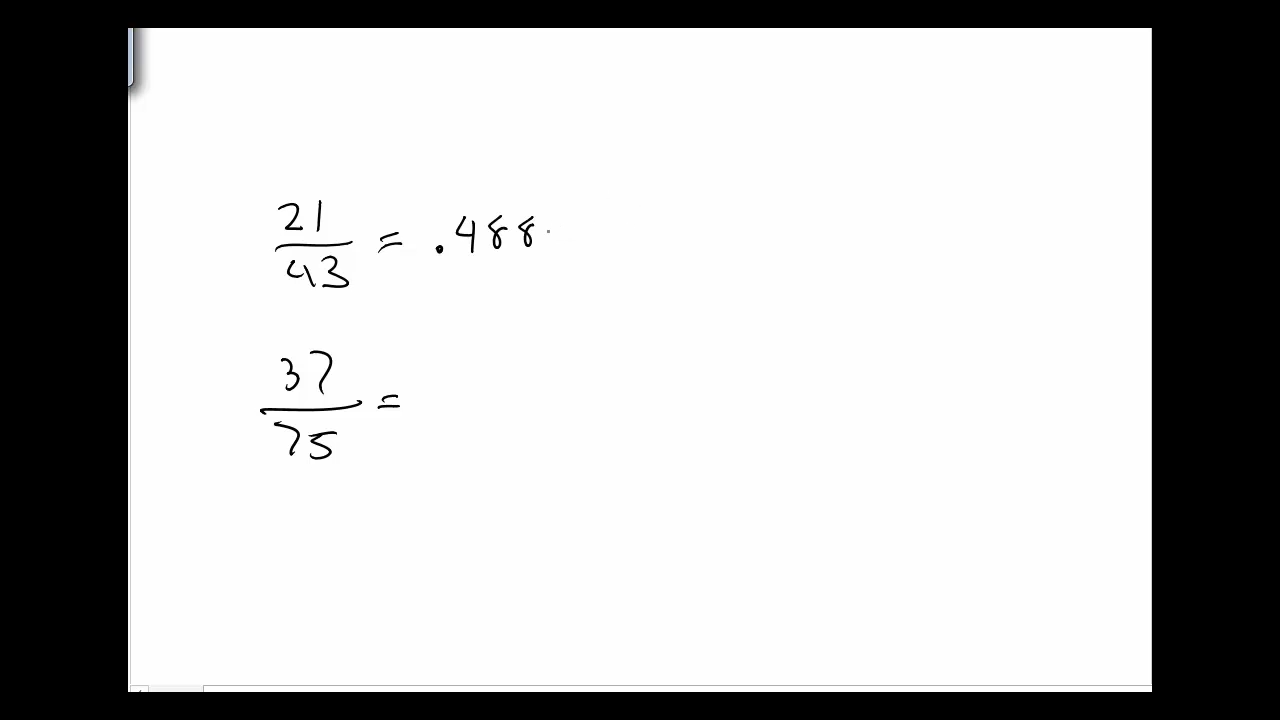 21/43 = .488
37/75 =